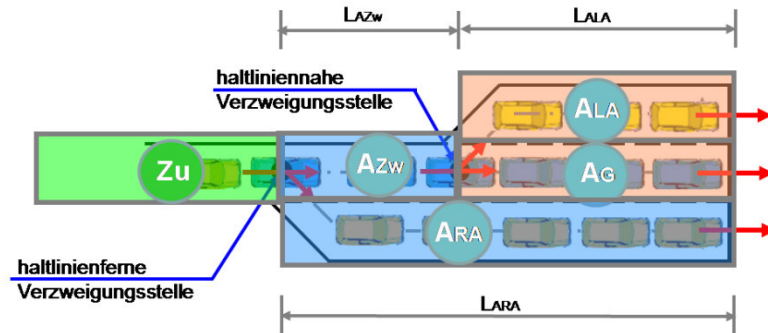 LAZw
LALA
haltliniennahe
Verzweigungsstelle
ALA
Zu
AZw
AG
ARA
haltlinienferne
Verzweigungsstelle
LARA